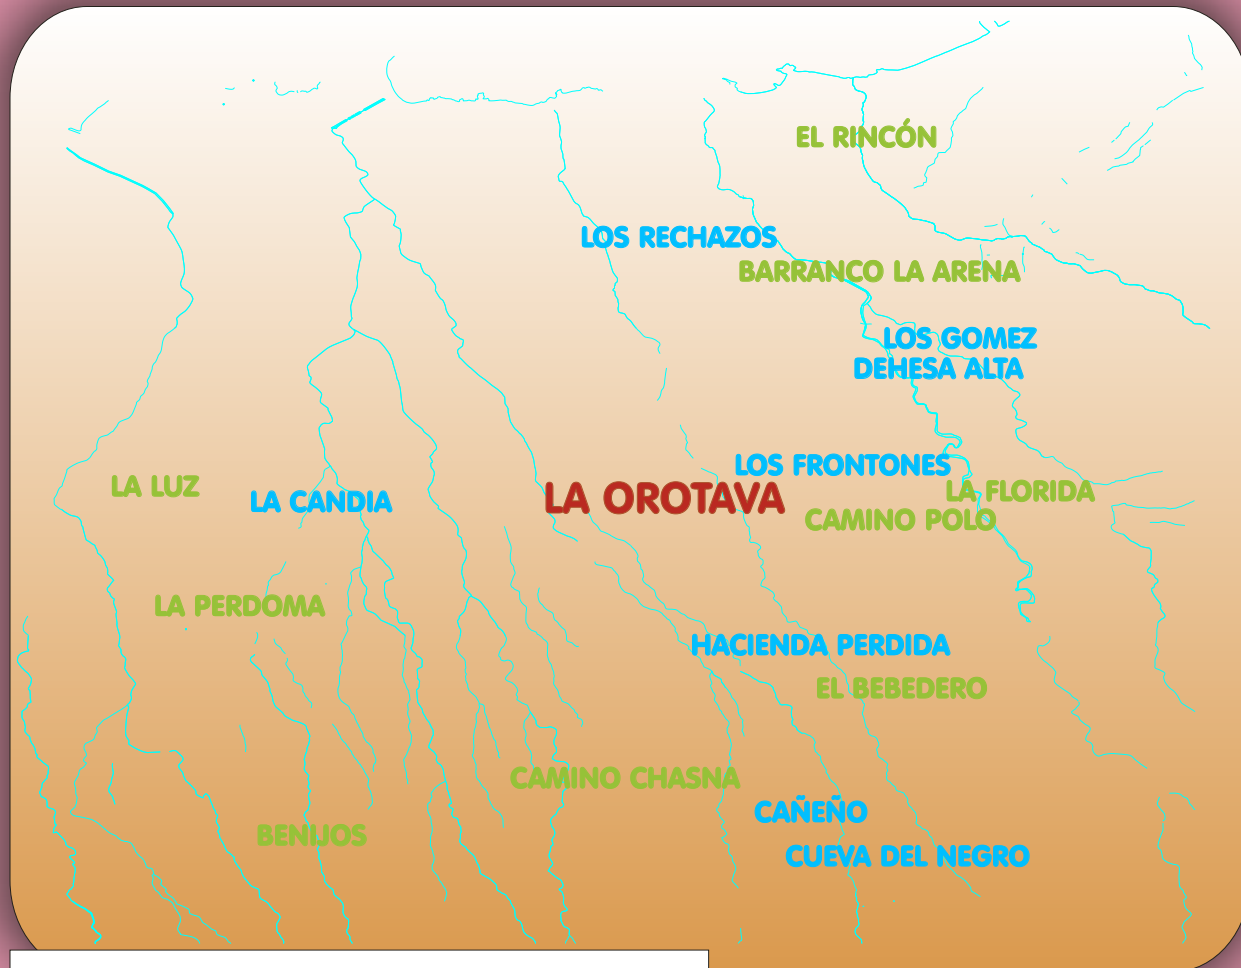 EL RINCÓN
LOS RECHAZOS
BARRANCO LA ARENA
LOS GOMEZ
DEHESA ALTA
LOS FRONTONES
LA LUZ
LA CANDIA
LA OROTAVA
LA FLORIDA
CAMINO POLO
LA PERDOMA
HACIENDA PERDIDA
EL BEBEDERO
CAMINO CHASNA
CAÑEÑO
BENIJOS
CUEVA DEL NEGRO